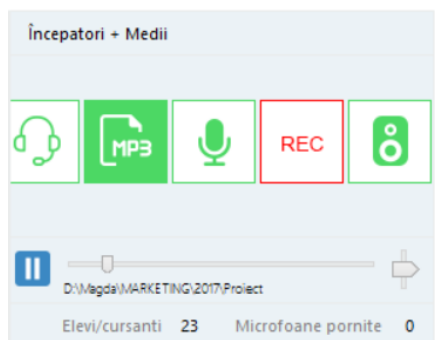 Începatori + Medii
MP3
REC
D:\Magda\MARKETING\2017\Proiect
Elevi/cursanti 23 Microfoane pornite 0